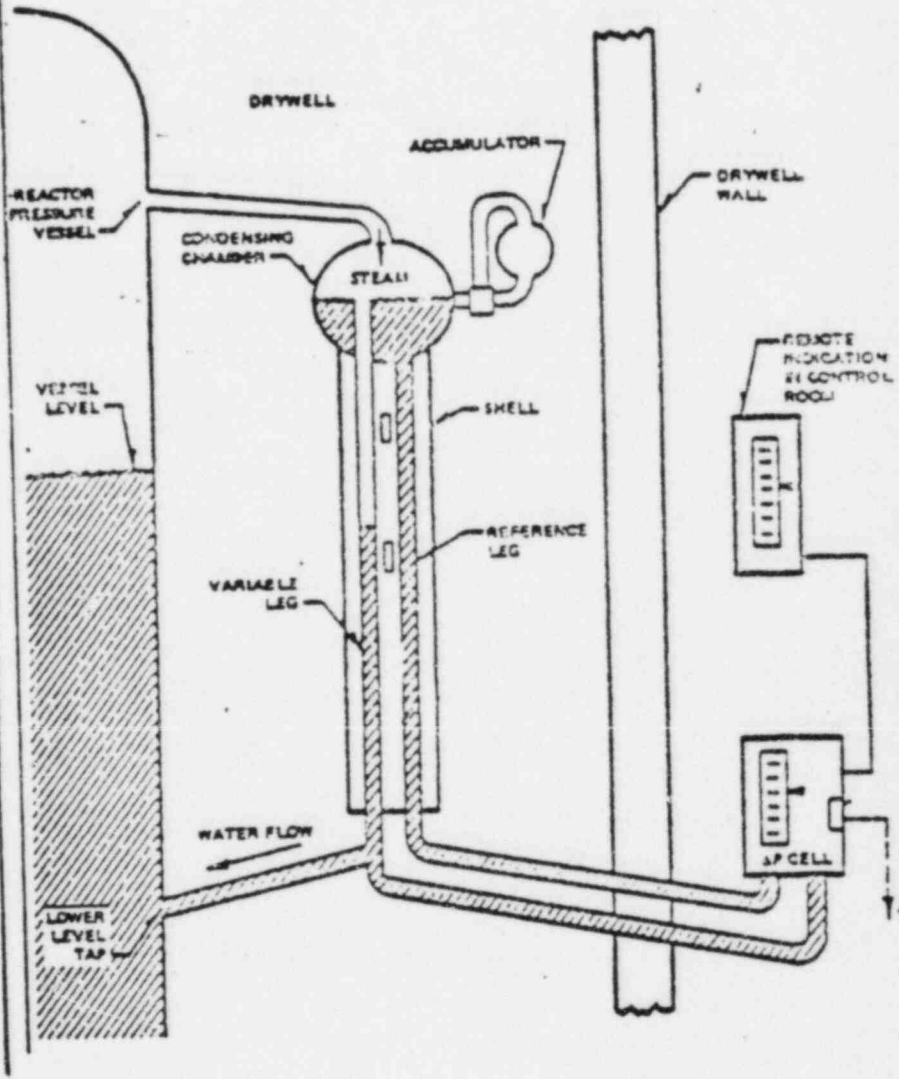 DRYWELL
ACCUMULATOR
DRYWELL
WALL
REACTOR
PRESSURE
VESSEL
CONDENSING
CHAMBER
STEAM
REMOTE
INDICATION
IN CONTROL
ROOM
VESSEL
LEVEL
SHELL
REFERENCE
LEG
VARIABLE
LEG
WATER FLOW
ΔP CELL
LOWER
LEVEL
TAP